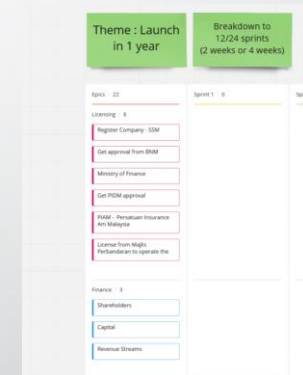 Theme : Launch
in 1 year
Breakdown to
12/24 sprints
(2 weeks or 4 weeks)
Epics · 22
Sprint 1 · 0
Sp
Licensing · 6
Register Company - SSM
Get approval from BNM
Ministry of Finance
Get PIDM approval
PIAM - Persatuan Insurance
Am Malaysia
License from Majlis
Perbandaran to operate the
Finance · 3
Shareholders
Capital
Revenue Streams